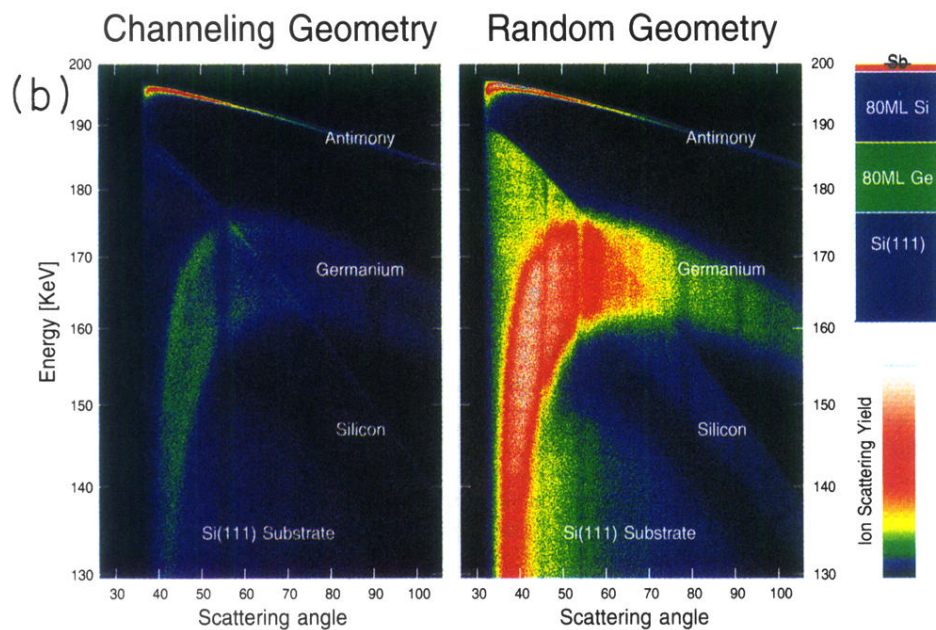 Channeling Geometry
Random Geometry
(b)
Energy [KeV]
200
190
180
170
160
150
140
130
Antimony
Germanium
Silicon
Si(111) Substrate
30 40 50 60 70 80 90 100
Scattering angle
Antimony
Germanium
Silicon
Si(111) Substrate
30 40 50 60 70 80 90 100
Scattering angle
200
190
180
170
160
150
140
130
Sb
80ML Si
80ML Ge
Si(111)
Ion Scattering Yield